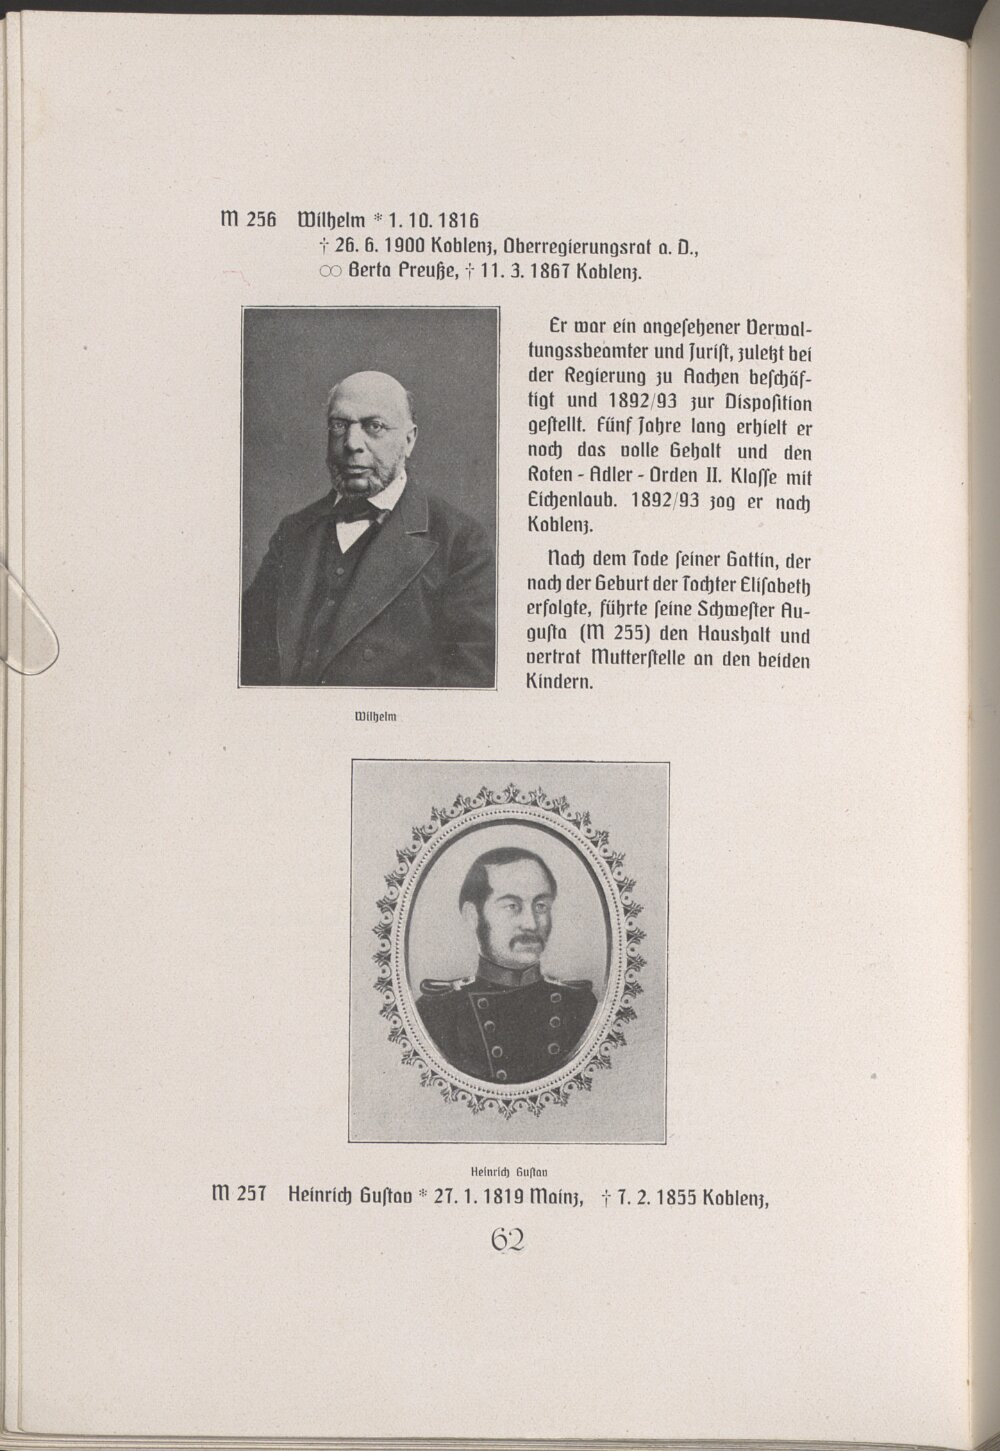 M 256 Wilhelm * 1. 10. 1816
† 26. 6. 1900 Koblenz, Oberregierungsrat a. D.,
○○ Berta Preuße, † 11. 3. 1867 Koblenz.
Er war ein angeſehener Verwal-
tungssbeamter und Juriſt, zuletzt bei
der Regierung zu Aachen beſchäf-
tigt und 1892/93 zur Dispoſition
geſtellt. Fünf Jahre lang erhielt er
noch das volle Gehalt und den
Roten-Adler-Orden II. Klaſſe mit
Eichenlaub. 1892/93 zog er nach
Koblenz.
Nach dem Tode ſeiner Gattin, der
nach der Geburt der Tochter Eliſabeth
erfolgte, führte ſeine Schweſter Au-
guſta (M 255) den Haushalt und
vertrat Mutterſtelle an den beiden
Kindern.
Wilhelm
Heinrich Guſtav
M 257 Heinrich Guſtav * 27. 1. 1819 Mainz, † 7. 2. 1855 Koblenz,
62